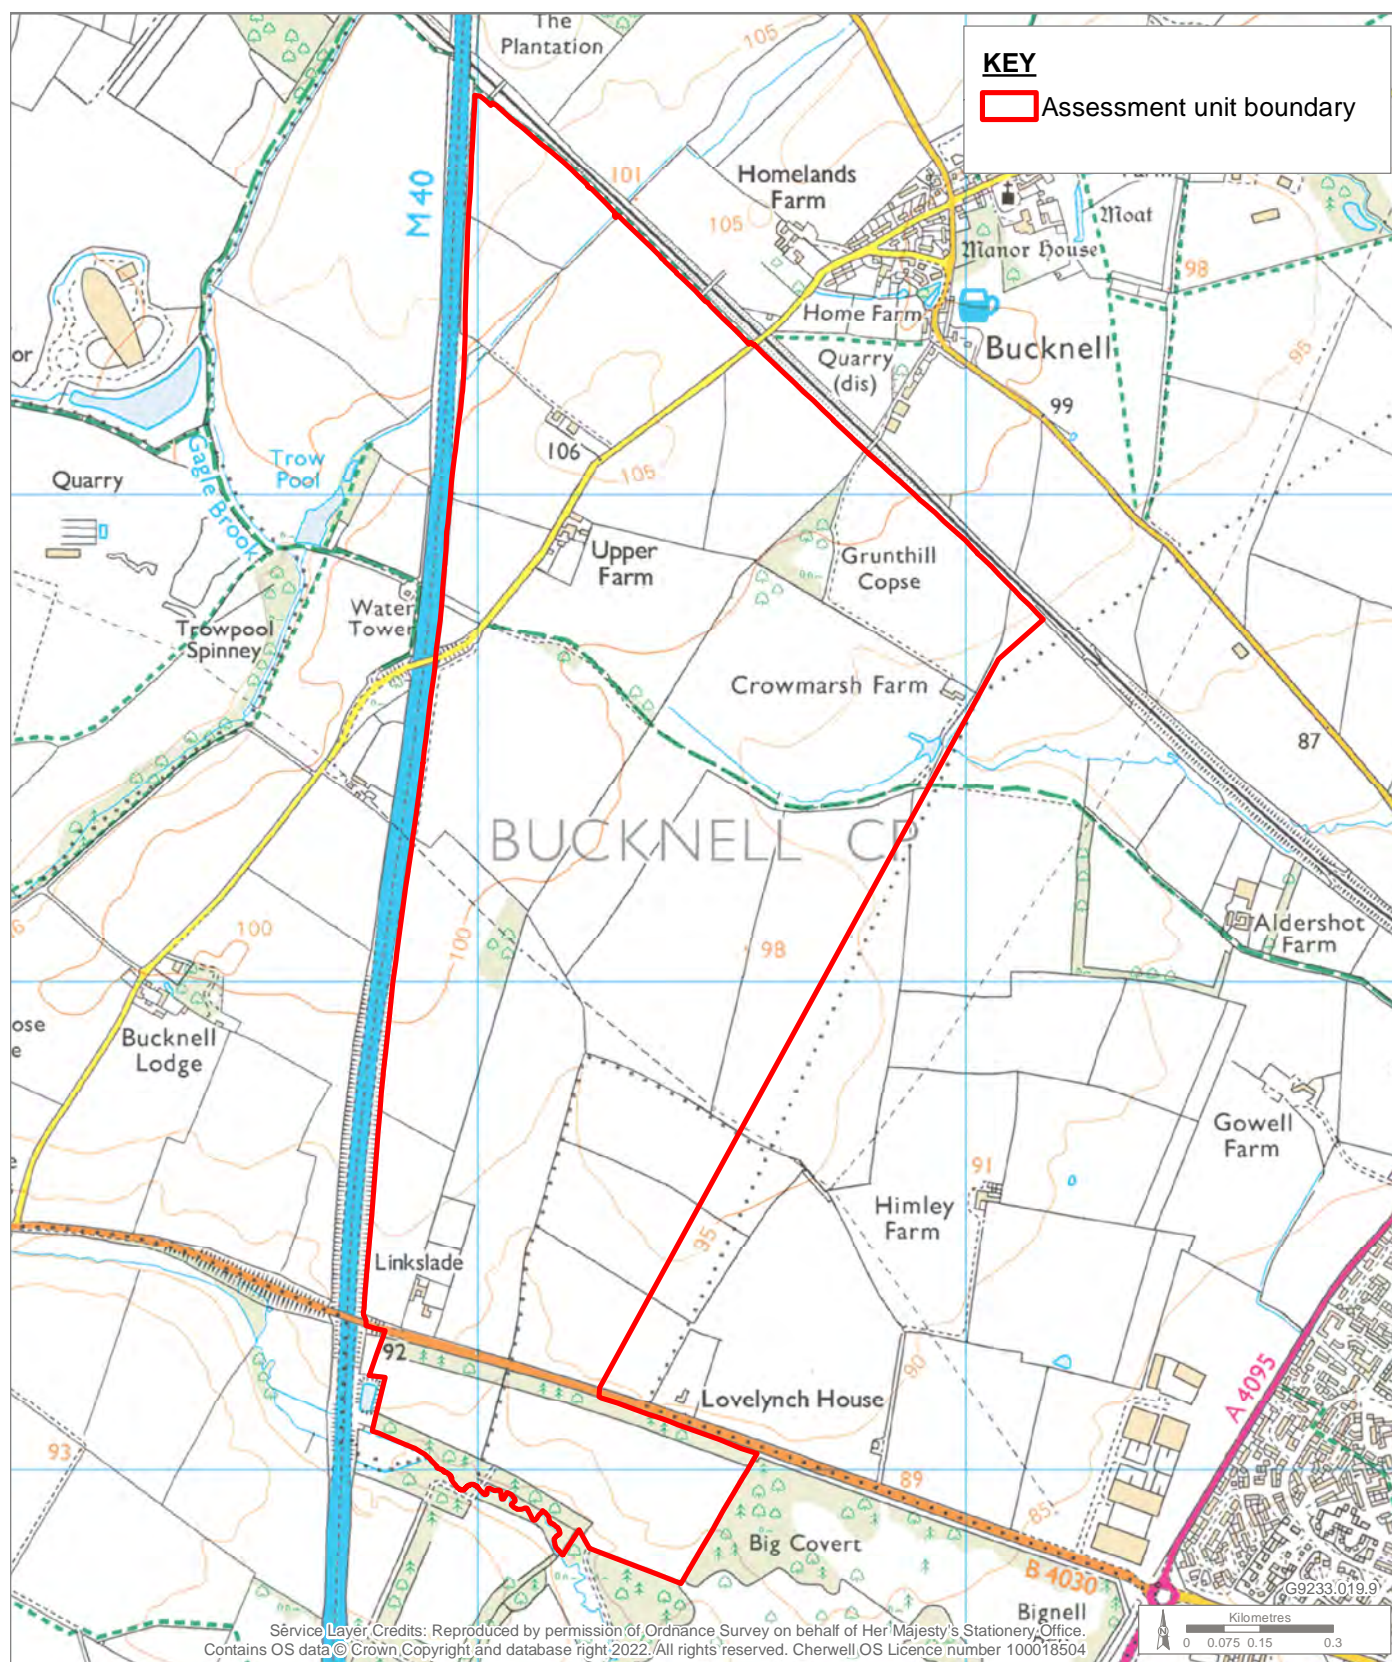 The
Plantation
105
KEY
Assessment unit boundary
M 40
101
Homelands
Farm
105
Moat
Manor House
98
Home Farm
Bucknell
Quarry
(dis)
95
99
or
Gagle Brook
Trow
Pool
Quarry
106
105
Upper
Farm
Grunthill
Copse
Water
Tower
Trowpool
Spinney
Crowmarsh Farm
87
BUCKNELL CP
100
100
98
Aldershot
Farm
ose
e
Bucknell
Lodge
Gowell
Farm
91
Himley
Farm
95
Linkslade
92
90
Lovelynch House
A 4095
93
89
85
Big Covert
B 4030
Bignell
G9233.019.9
Kilometres
N
0 0.075 0.15 0.3
Service Layer Credits: Reproduced by permission of Ordnance Survey on behalf of Her Majesty's Stationery Office.
Contains OS data © Crown Copyright and database right 2022. All rights reserved. Cherwell OS Licence number 100018504